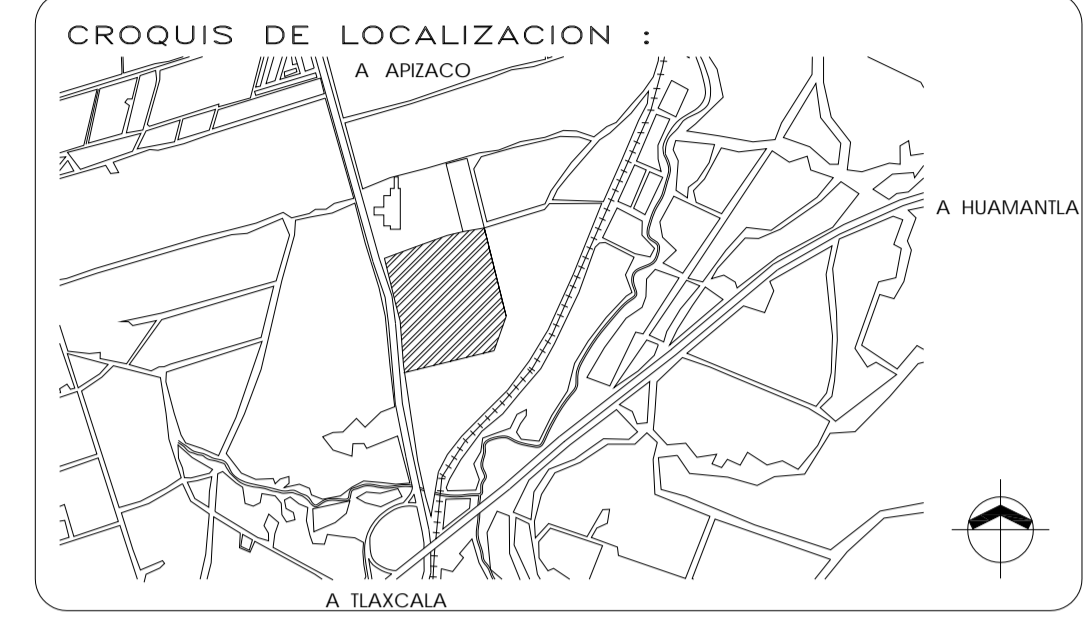 CROQUIS DE LOCALIZACION :
A APIZACO
A HUAMANTLA
A TLAXCALA